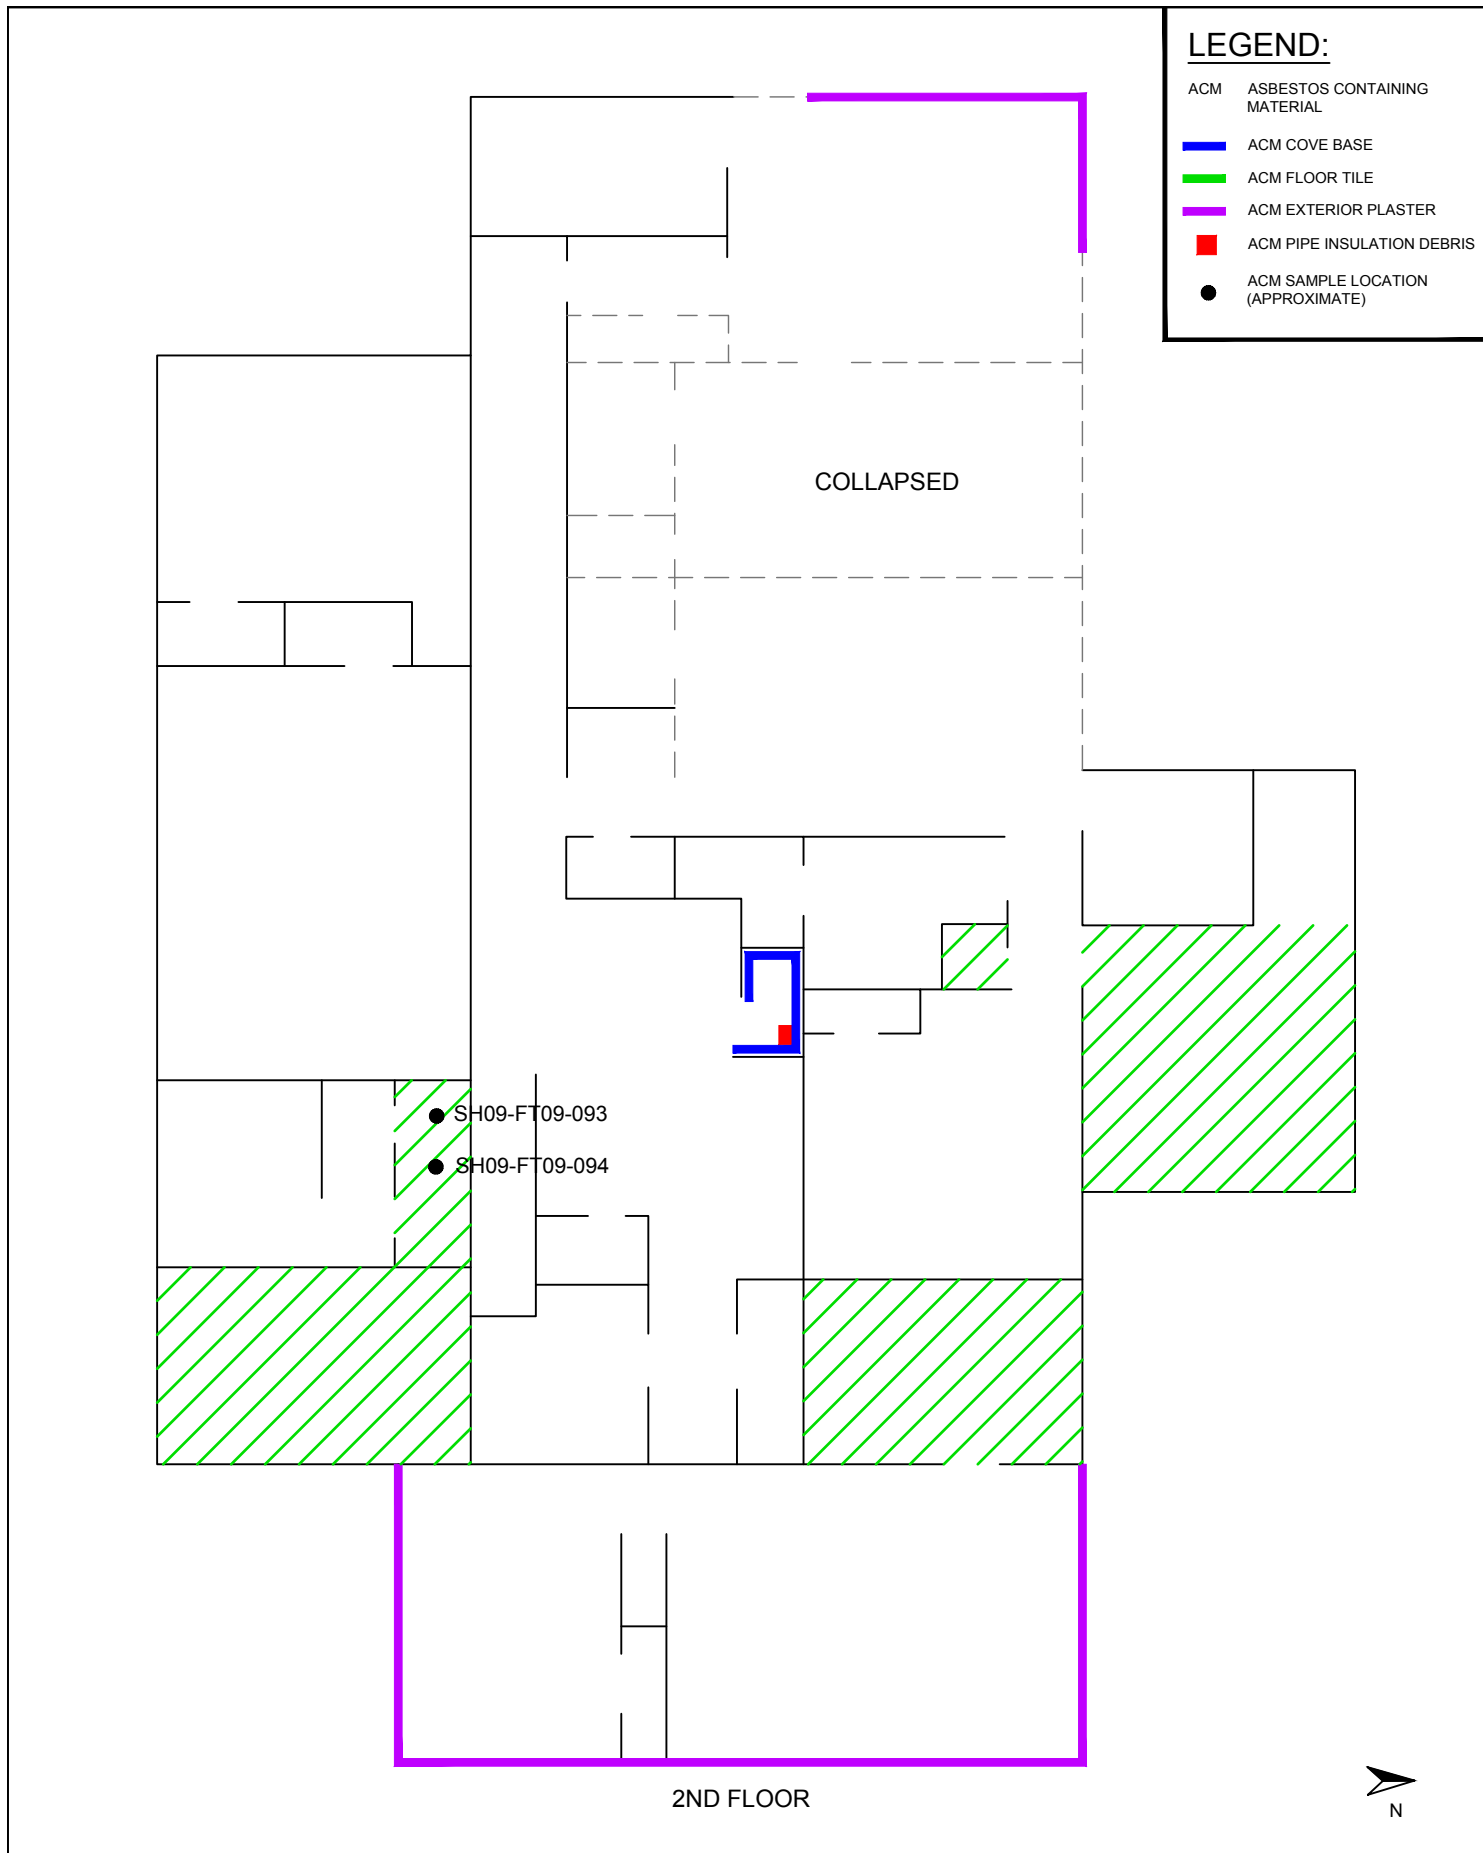 LEGEND:
ACM ASBESTOS CONTAINING
MATERIAL
ACM COVE BASE
ACM FLOOR TILE
ACM EXTERIOR PLASTER
ACM PIPE INSULATION DEBRIS
ACM SAMPLE LOCATION
(APPROXIMATE)
COLLAPSED
SH09-FT09-093
SH09-FT09-094
2ND FLOOR
N